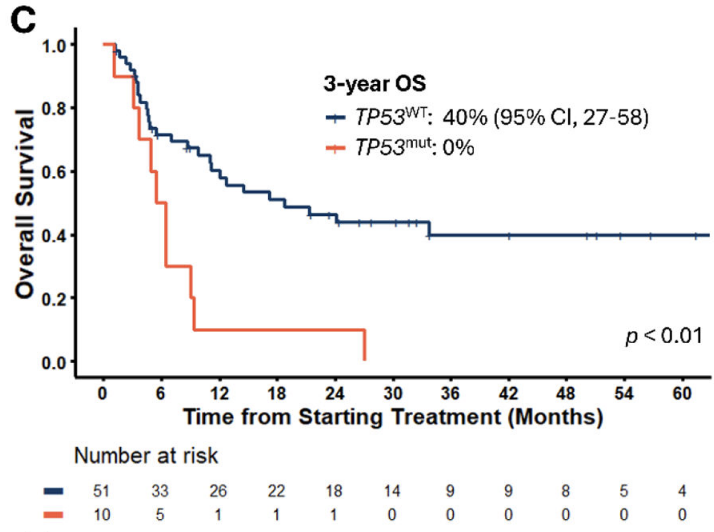 C
3-year OS
TP53WT: 40% (95% CI, 27-58)
TP53mut: 0%
Overall Survival
1.0
0.8
0.6
0.4
0.2
0.0
p < 0.01
0 6 12 18 24 30 36 42 48 54 60
Time from Starting Treatment (Months)
Number at risk
51 33 26 22 18 14 9 9 8 5 4
10 5 1 1 1 0 0 0 0 0 0